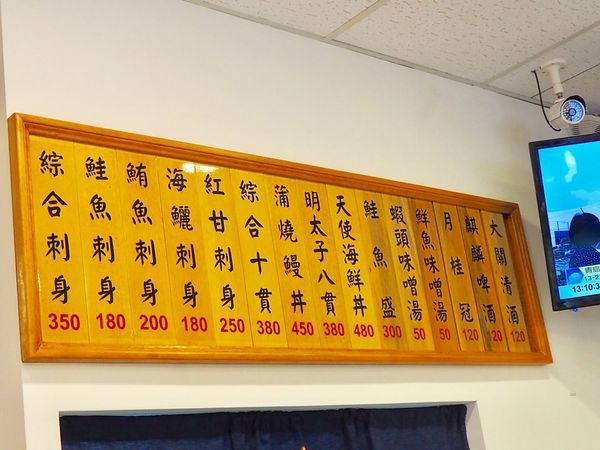 綜合刺身 350
鮭魚刺身 180
鮪魚刺身 200
海鱺刺身 180
紅甘刺身 250
綜合十貫 380
蒲燒鰻丼 450
明太子八貫 380
天使海鮮丼 480
鮭魚盛 300
蝦頭味噌湯 50
鮮魚味噌湯 50
月桂冠 120
麒麟啤酒 120
大關清酒 120